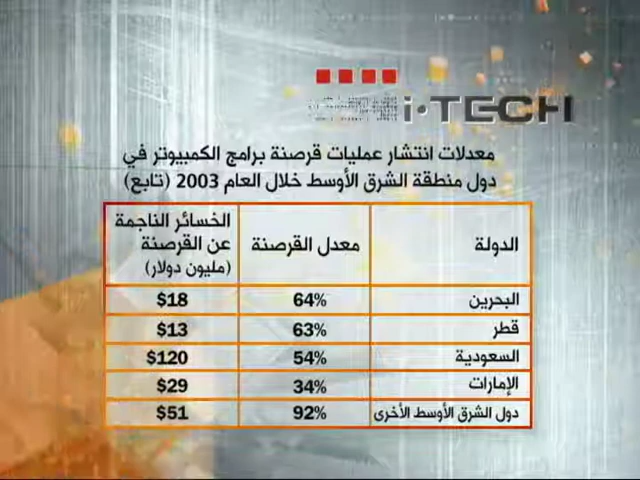 i·TECH
معدلات انتشار عمليات قرصنة برامج الكمبيوتر في
دول منطقة الشرق الأوسط خلال العام 2003 (تابع)
الدولة معدل القرصنة الخسائر الناجمة
عن القرصنة
(مليون دولار)
البحرين 64% $18
قطر 63% $13
السعودية 54% $120
الإمارات 34% $29
دول الشرق الأوسط الأخرى 92% $51